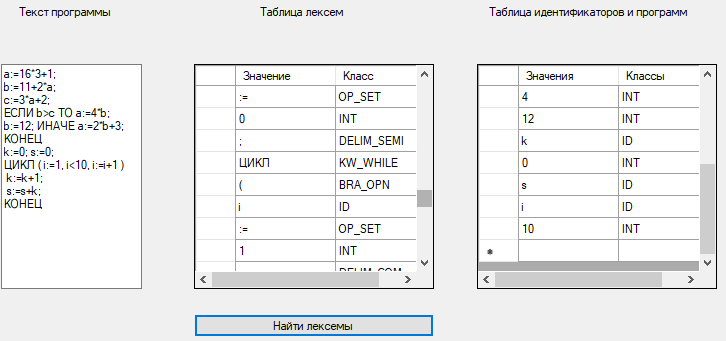 Текст программы
Таблица лексем
Таблица идентификаторов и программ
a:=16*3+1;
b:=11+2*a;
c:=3*a+2;
ЕСЛИ b>c ТО a:=4*b;
b:=12; ИНАЧЕ a:=2*b+3;
КОНЕЦ
k:=0; s:=0;
ЦИКЛ ( i:=1, i<10, i:=i+1 )
k:=k+1;
s:=s+k;
КОНЕЦ
Значение Класс
:= OP_SET
0 INT
; DELIM_SEMI
ЦИКЛ KW_WHILE
( BRA_OPN
i ID
:= OP_SET
1 INT
Значения Классы
4 INT
12 INT
k ID
0 INT
s ID
i ID
10 INT
Найти лексемы